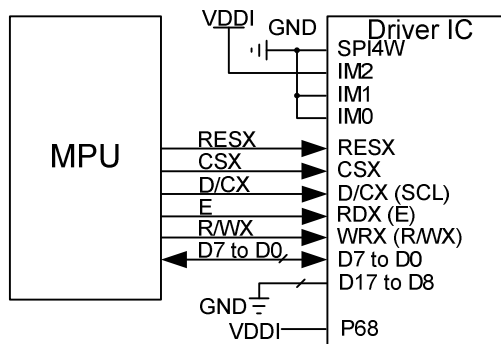 VDDI
GND
Driver IC
SPI4W
IM2
IM1
IM0
MPU
RESX
RESX
CSX
CSX
D/CX
D/CX (SCL)
E
RDX (E)
R/WX
WRX (R/WX)
D7 to D0
D7 to D0
D17 to D8
GND
VDDI
P68